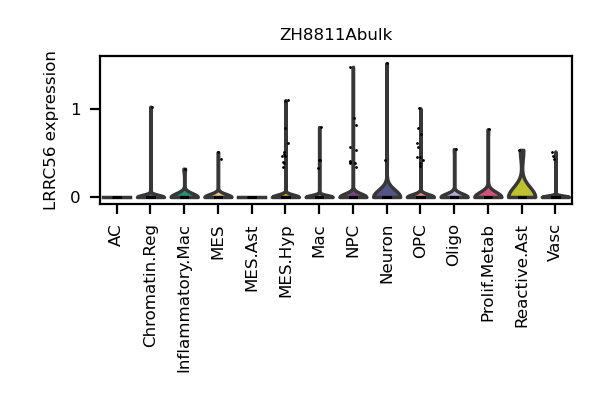 ZH8811Abulk
LRRC56 expression
1
0
AC
Chromatin.Reg
Inflammatory.Mac
MES
MES.Ast
MES.Hyp
Mac
NPC
Neuron
OPC
Oligo
Prolif.Metab
Reactive.Ast
Vasc